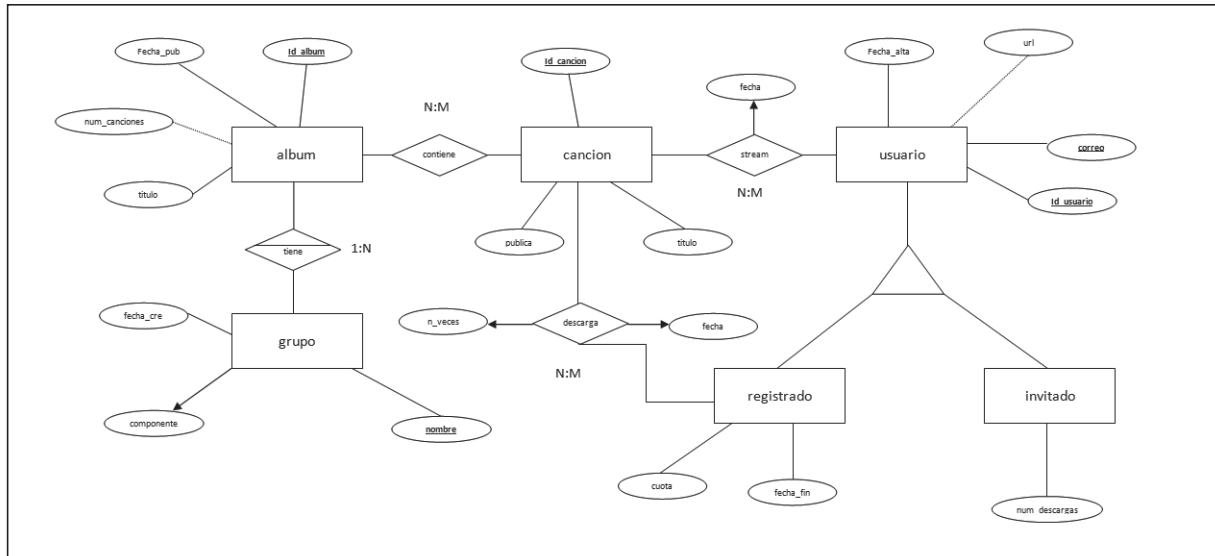 Fecha_pub
Id_album
Id_cancion
Fecha_alta
url
fecha
num_canciones
N:M
album
contiene
cancion
stream
usuario
correo
titulo
N:M
Id_usuario
publica
titulo
tiene
1:N
fecha_cre
grupo
n_veces
descarga
fecha
N:M
registrado
invitado
componente
nombre
cuota
fecha_fin
num_descargas